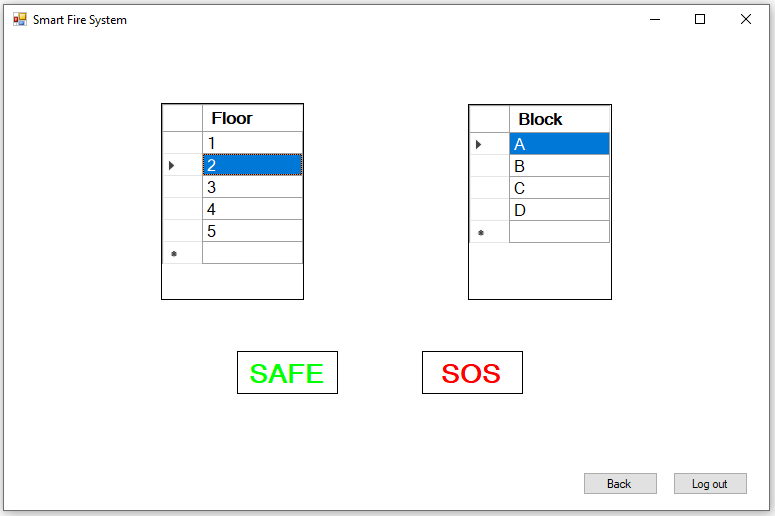 Smart Fire System
Floor
1
2
3
4
5
Block
A
B
C
D
SAFE
SOS
Back
Log out